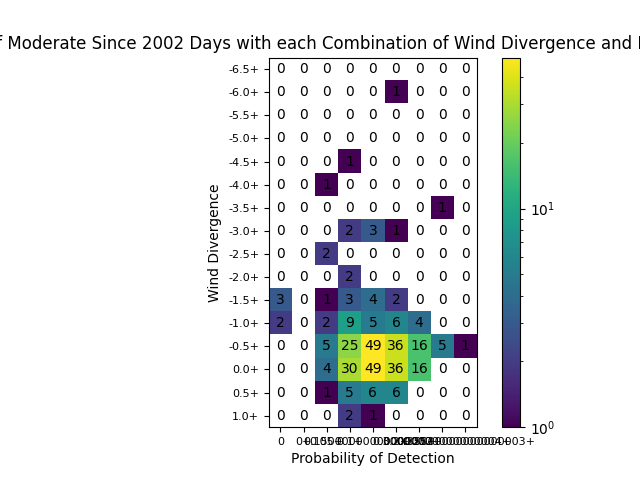 f Moderate Since 2002 Days with each Combination of Wind Divergence and
-6.5+ 0 0 0 0 0 0 0 0 0
-6.0+ 0 0 0 0 0 1 0 0 0
-5.5+ 0 0 0 0 0 0 0 0 0
-5.0+ 0 0 0 0 0 0 0 0 0
-4.5+ 0 0 0 1 0 0 0 0 0
-4.0+ 0 0 1 0 0 0 0 0 0
-3.5+ 0 0 0 0 0 0 0 1 0
-3.0+ 0 0 0 2 3 1 0 0 0
-2.5+ 0 0 2 0 0 0 0 0 0
-2.0+ 0 0 0 2 0 0 0 0 0
-1.5+ 3 0 1 3 4 2 0 0 0
-1.0+ 2 0 2 9 5 6 4 0 0
-0.5+ 0 0 5 25 49 36 16 5 1
0.0+ 0 0 4 30 49 36 16 0 0
0.5+ 0 0 1 5 6 6 0 0 0
1.0+ 0 0 0 2 1 0 0 0 0
0
Probability of Detection
Wind Divergence
10^1
10^0